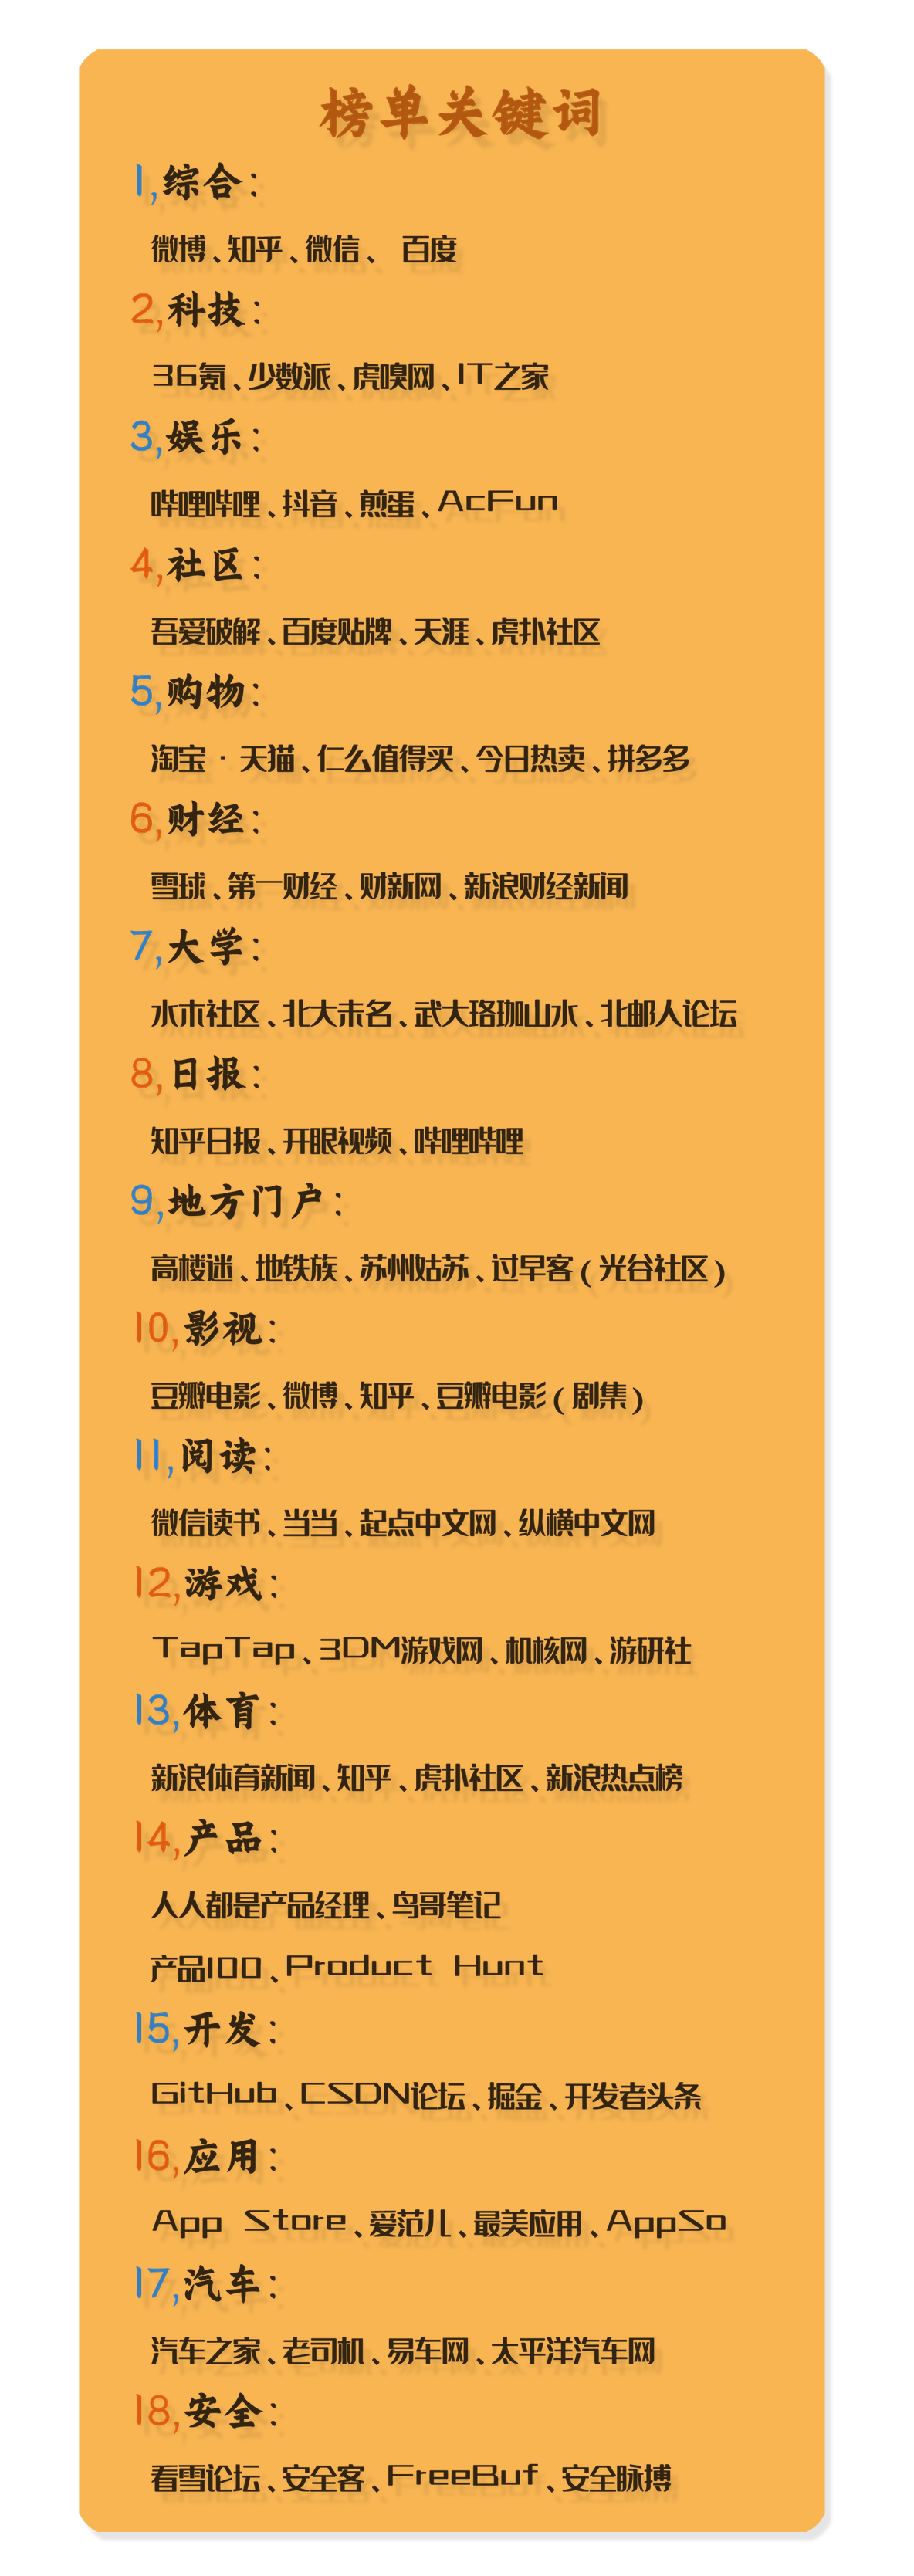 榜单关键词
1,综合：
微博、知乎、微信、 百度
2,科技：
36氪、少数派、虎嗅网、IT之家
3,娱乐：
哔哩哔哩、抖音、煎蛋、AcFun
4,社区：
吾爱破解、百度贴牌、天涯、虎扑社区
5,购物：
淘宝 · 天猫、仁么值得买、今日热卖、拼多多
6,财经：
雪球、第一财经、财新网、新浪财经新闻
7,大学：
水木社区、北大未名、武大珞珈山水、北邮人论坛
8,日报：
知乎日报、开眼视频、哔哩哔哩
9,地方门户：
高楼迷、地铁族、苏州姑苏、过早客(光谷社区)
10,影视：
豆瓣电影、微博、知乎、豆瓣电影(剧集)
11,阅读：
微信读书、当当、起点中文网、纵横中文网
12,游戏：
TapTap、3DM游戏网、机核网、游研社
13,体育：
新浪体育新闻、知乎、虎扑社区、新浪热点榜
14,产品：
人人都是产品经理、鸟哥笔记
产品100、Product Hunt
15,开发：
GitHub、CSDN论坛、掘金、开发者头条
16,应用：
App Store、爱范儿、最美应用、AppSo
17,汽车：
汽车之家、老司机、易车网、太平洋汽车网
18,安全：
看雪论坛、安全客、FreeBuf、安全脉搏